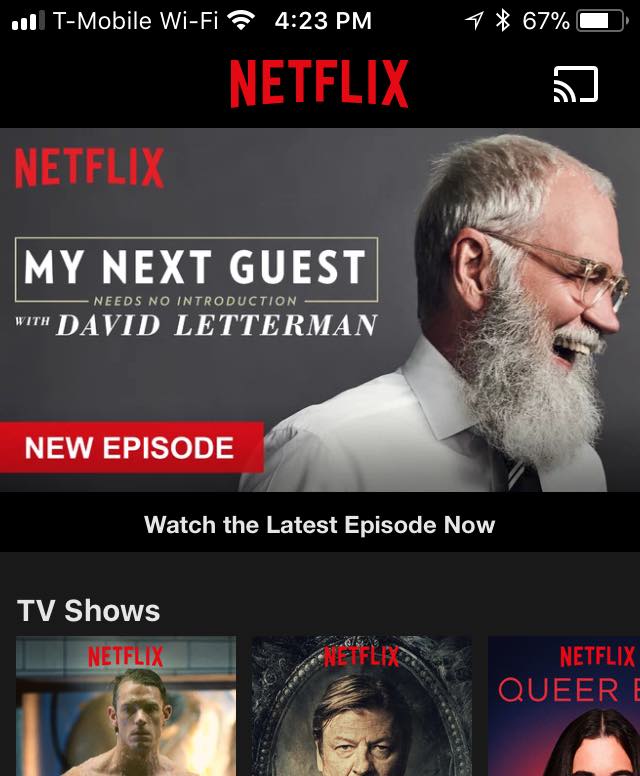 T-Mobile Wi-Fi 4:23 PM 67%
NETFLIX
NETFLIX
MY NEXT GUEST
NEEDS NO INTRODUCTION
WITH DAVID LETTERMAN
NEW EPISODE
Watch the Latest Episode Now
TV Shows
NETFLIX NETFLIX NETFLIX
QUEER E